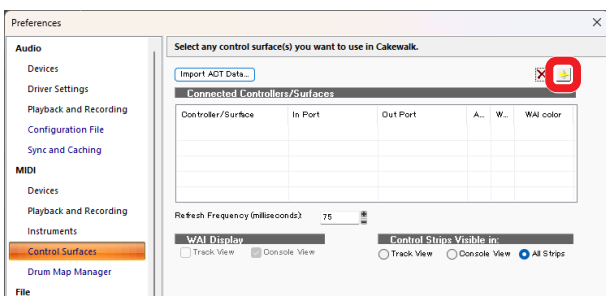 Preferences
Audio
Devices
Driver Settings
Playback and Recording
Configuration File
Sync and Caching
MIDI
Devices
Playback and Recording
Instruments
Control Surfaces
Drum Map Manager
File
Select any control surface(s) you want to use in Cakewalk.
Import ACT Data...
Connected Controllers/Surfaces
Controller/Surface In Port Out Port A... W... WAI color
Refresh Frequency (milliseconds): 75
WAI Display
Track View Console View
Control Strips Visible in:
Track View Console View All Strips